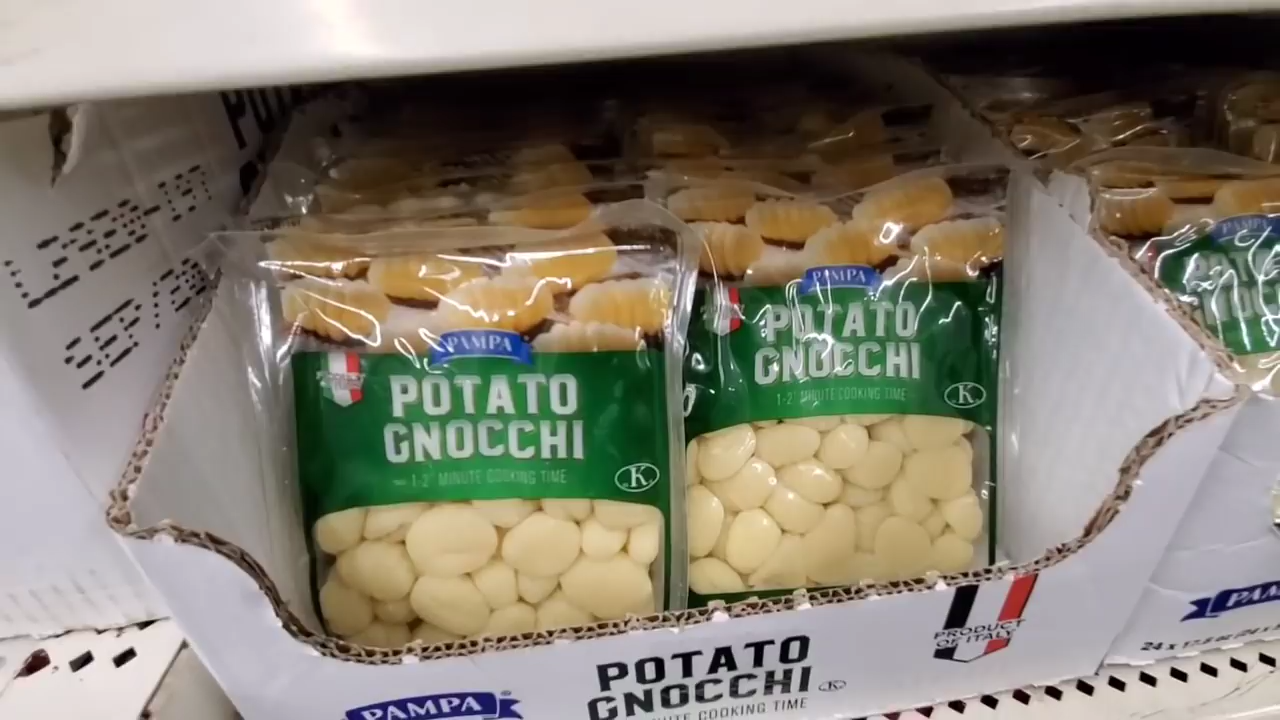 PAMPA
POTATO
GNOCCHI
1-2 MINUTE COOKING TIME
K
PAMPA
POTATO
GNOCCHI
1-2 MINUTE COOKING TIME
K
PAMPA
PAMPA®
POTATO
GNOCCHI K
COOKING TIME
PRODUCT
OF ITALY
PAM